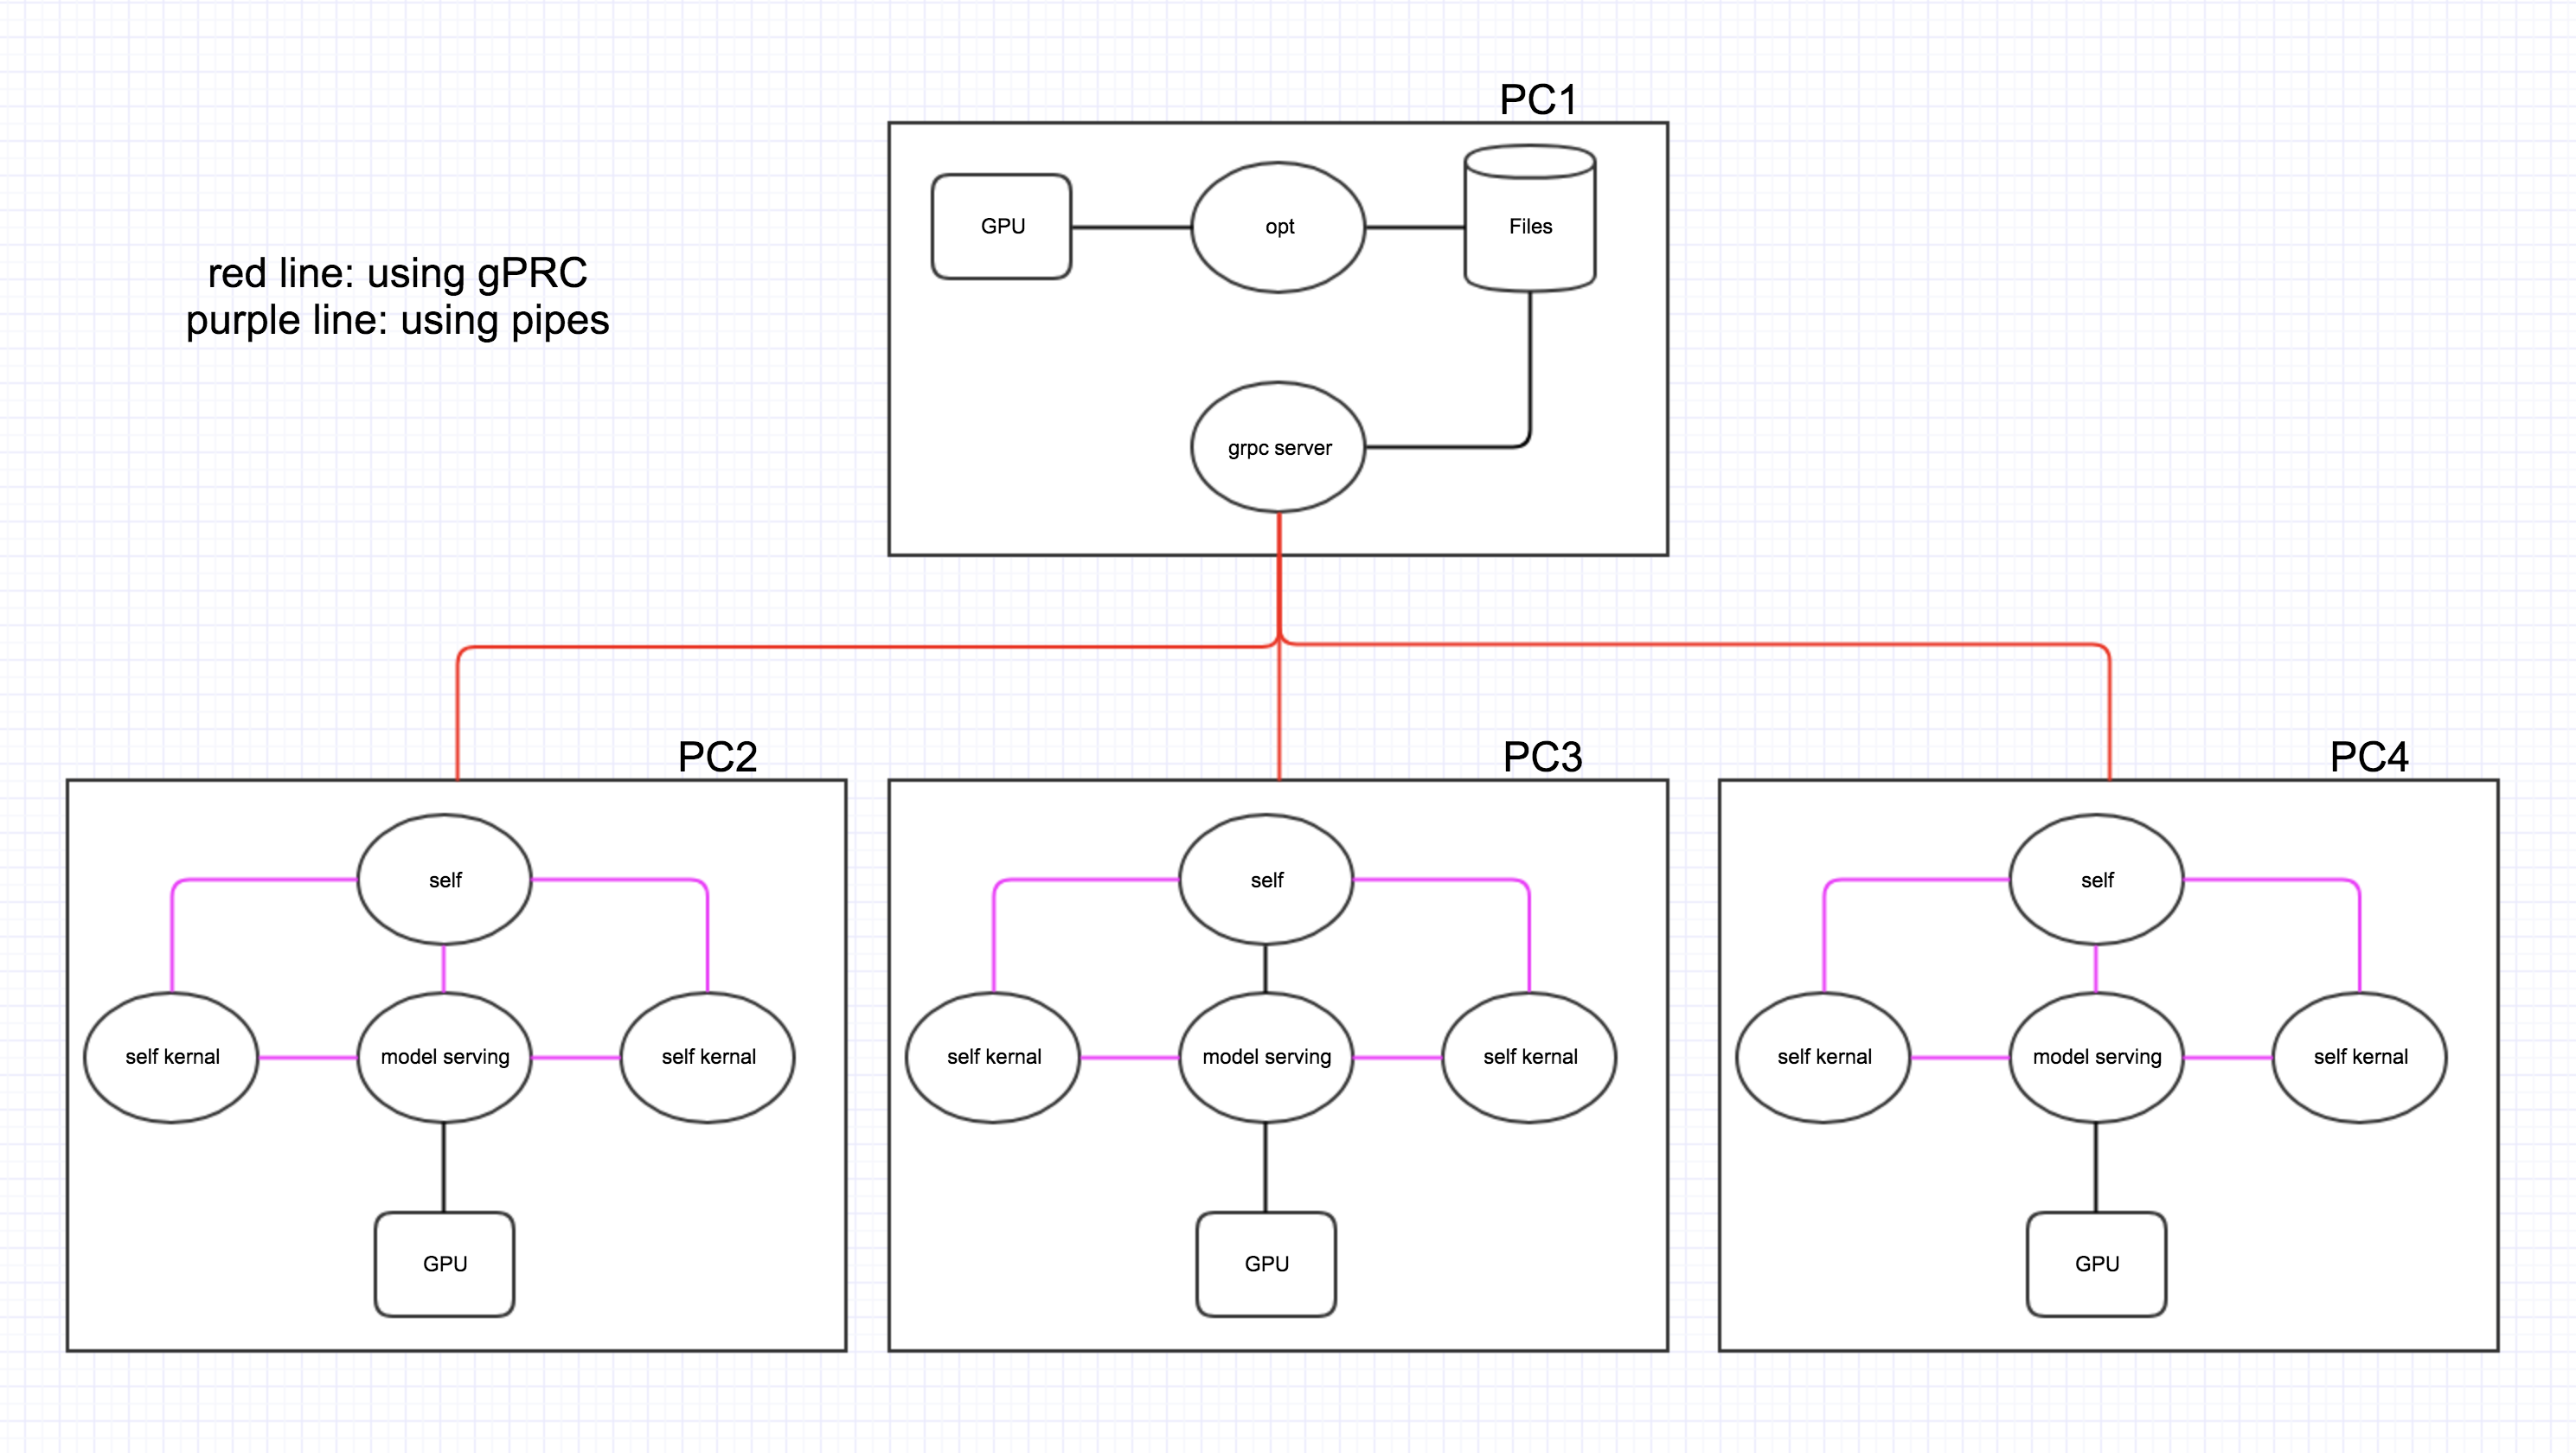 PC1
GPU
opt
Files
red line: using gPRC
purple line: using pipes
grpc server
PC2
PC3
PC4
self
self kernal
model serving
self kernal
GPU
self
self kernal
model serving
self kernal
GPU
self
self kernal
model serving
self kernal
GPU